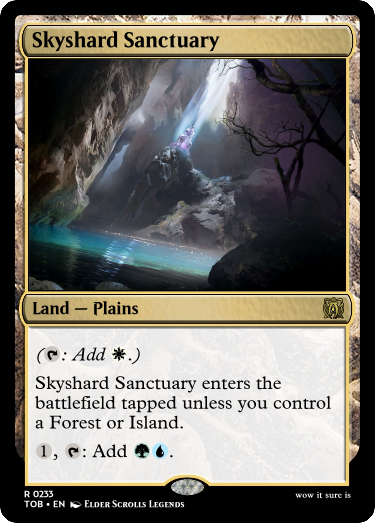 Skyshard Sanctuary
Land — Plains
(T: Add W.)
Skyshard Sanctuary enters the
battlefield tapped unless you control
a Forest or Island.
1, T: Add GU.
R 0233
TOB • EN Elder Scrolls Legends
wow it sure is